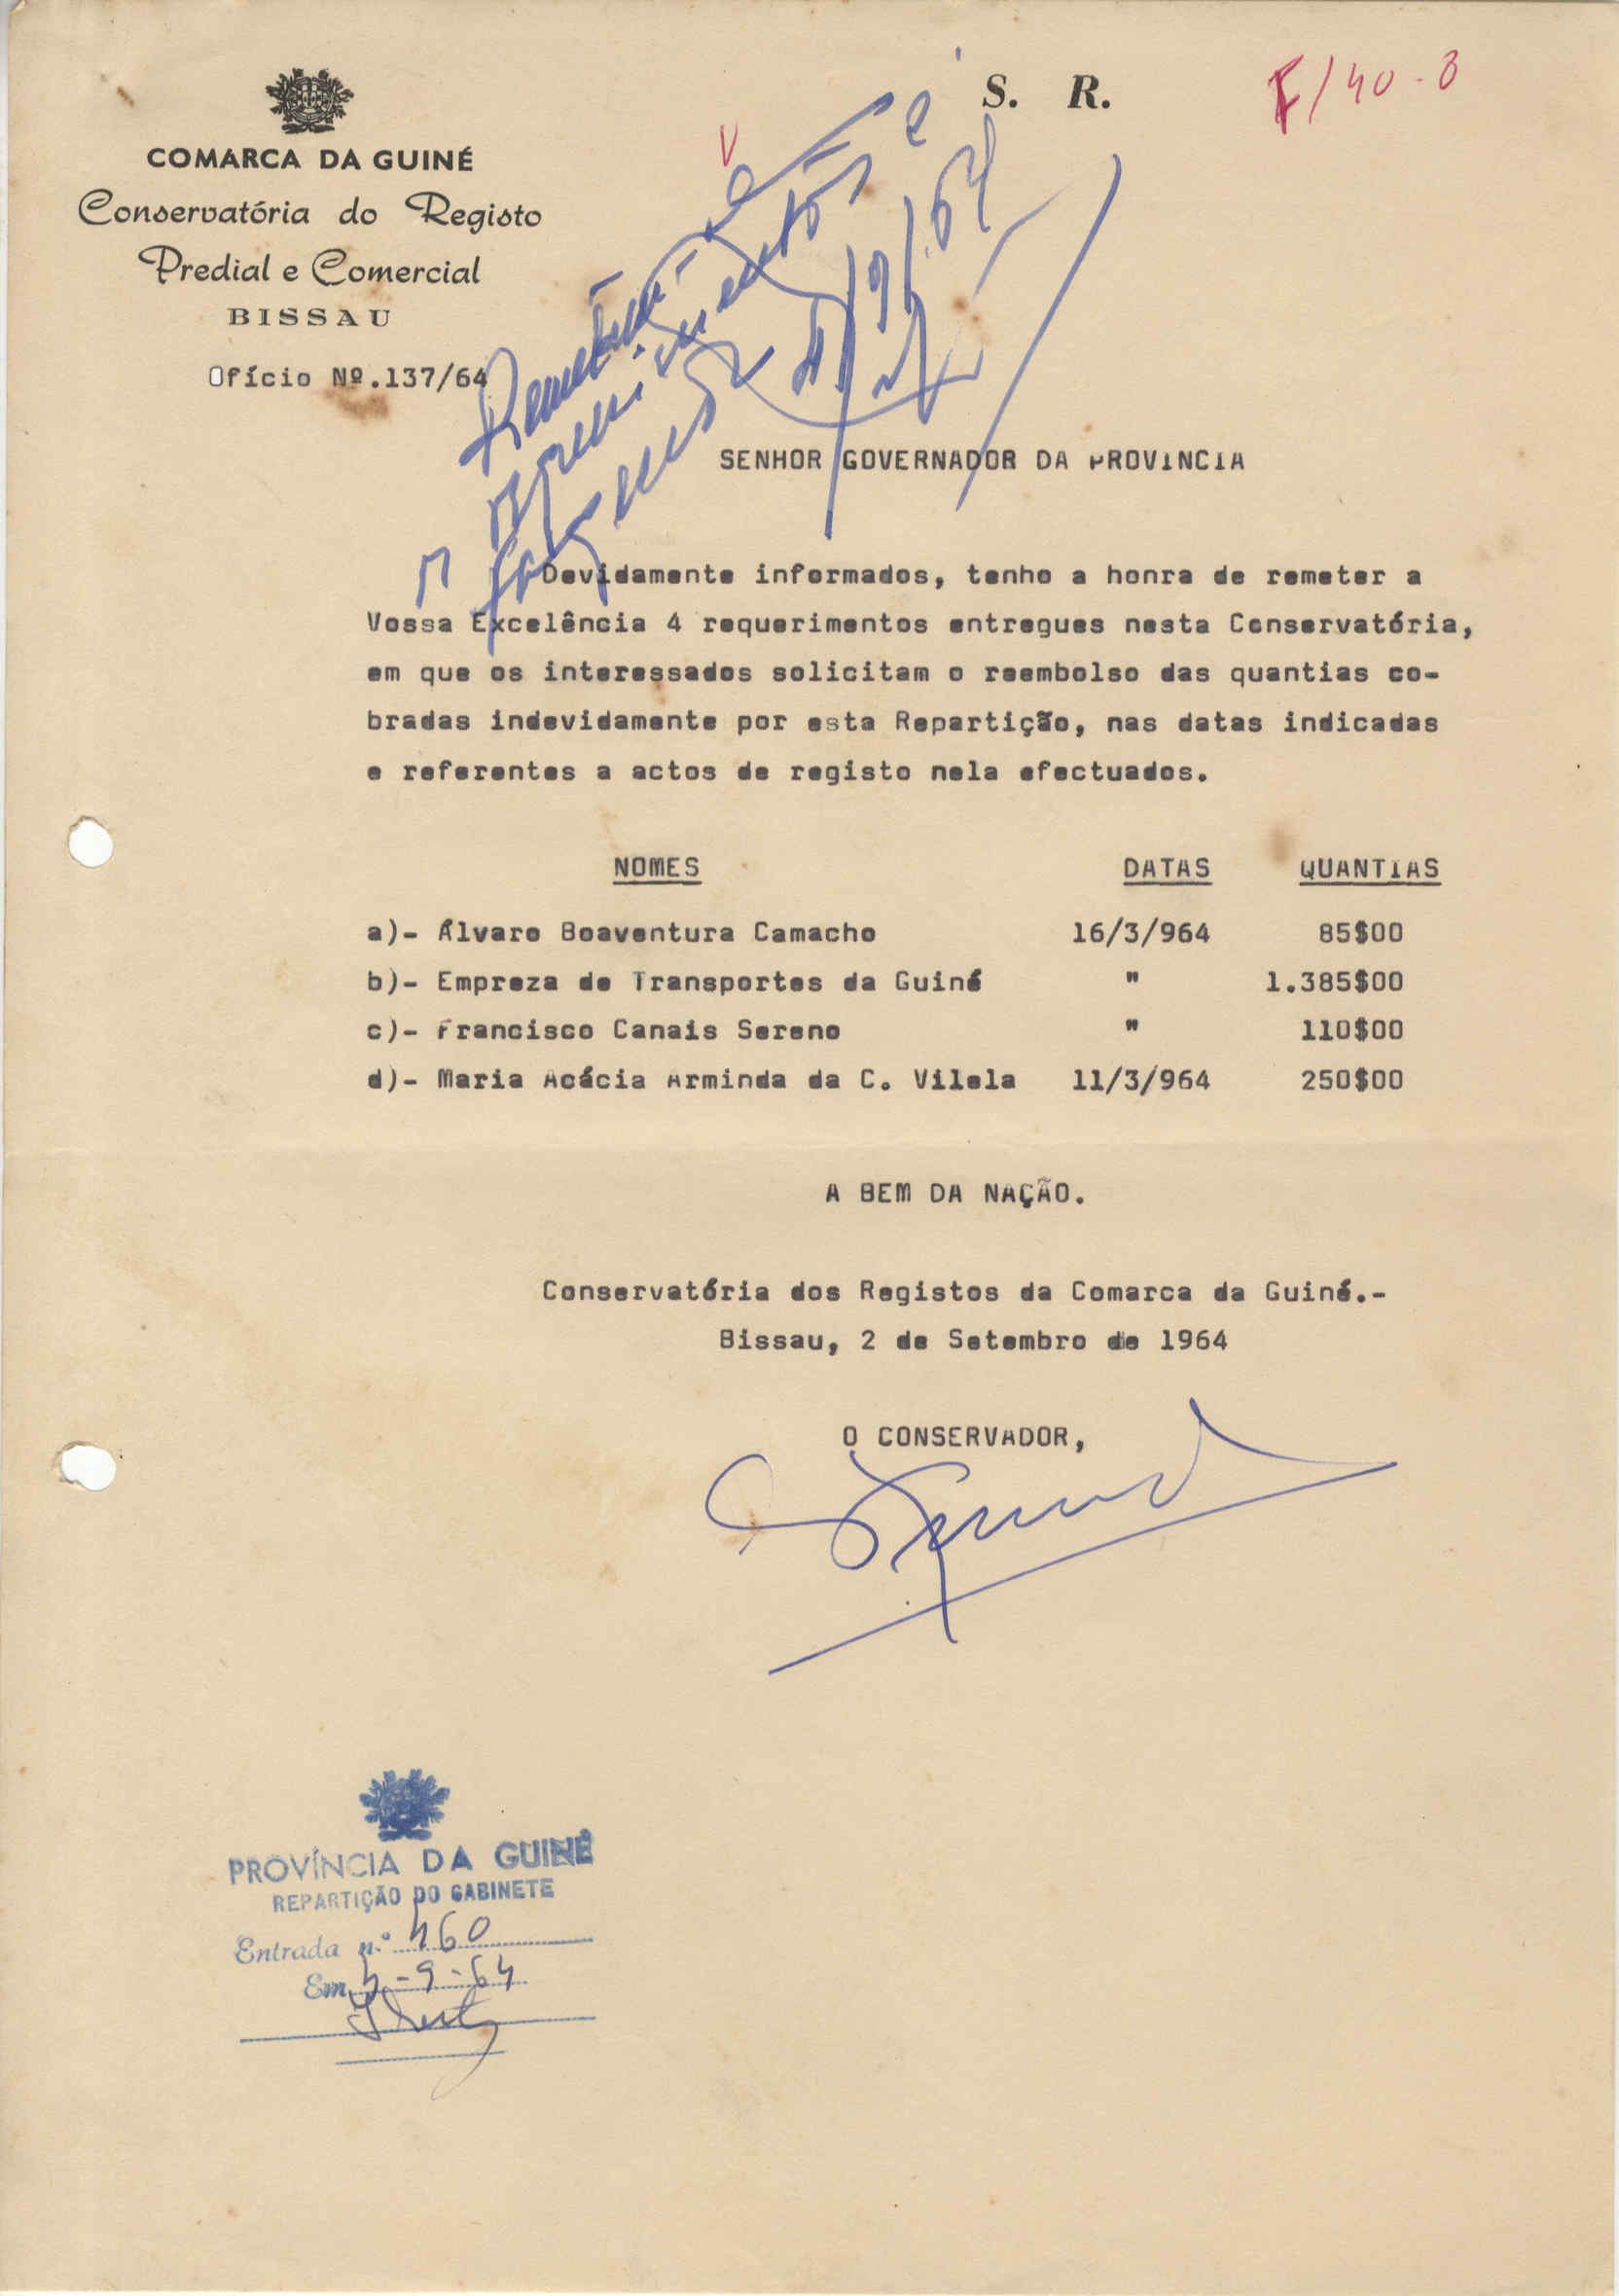 S. R.
F/40-3
COMARCA DA GUINÉ
Conservatória do Registo
Predial e Comercial
BISSAU
Ofício Nº.137/64
4/9/64
SENHOR GOVERNADOR DA PROVINCIA
Devidamente informados, tenho a honra de remeter a
Vossa Excelência 4 requerimentos entregues nesta Conservatória,
em que os interessados solicitam o reembolso das quantias co-
bradas indevidamente por esta Repartição, nas datas indicadas
e referentes a actos de registo nela efectuados.
NOMES DATAS QUANTIAS
a)- Álvaro Boaventura Camacho 16/3/964 85$00
b)- Empreza de Transportes da Guiné " 1.385$00
c)- Francisco Canais Sereno " 110$00
d)- Maria Acácia Arminda da C. Vilela 11/3/964 250$00
A BEM DA NAÇÃO.
Conservatória dos Registos da Comarca da Guiné.-
Bissau, 2 de Setembro de 1964
O CONSERVADOR,
PROVÍNCIA DA GUINÉ
REPARTIÇÃO DO GABINETE
Entrada n.º 460
Em 4-9-64